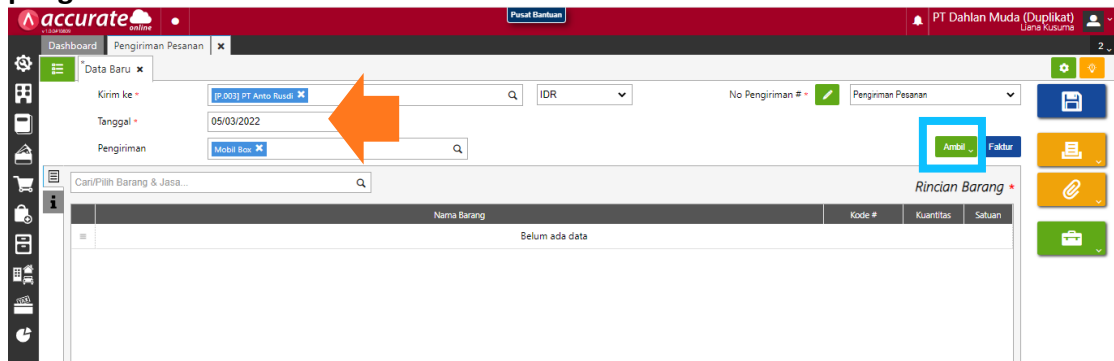 accurate online
Pusat Bantuan
PT Dahlan Muda (Duplikat)
Liana Kusuma
Dashboard
Pengiriman Pesanan
2
*Data Baru
Kirim ke *
[P.003] PT Anto Rusdi
IDR
No Pengiriman # *
Pengiriman Pesanan
Tanggal *
05/03/2022
Pengiriman
Mobil Box
Ambil
Faktur
Cari/Pilih Barang & Jasa...
Rincian Barang *
Nama Barang
Kode #
Kuantitas
Satuan
Belum ada data